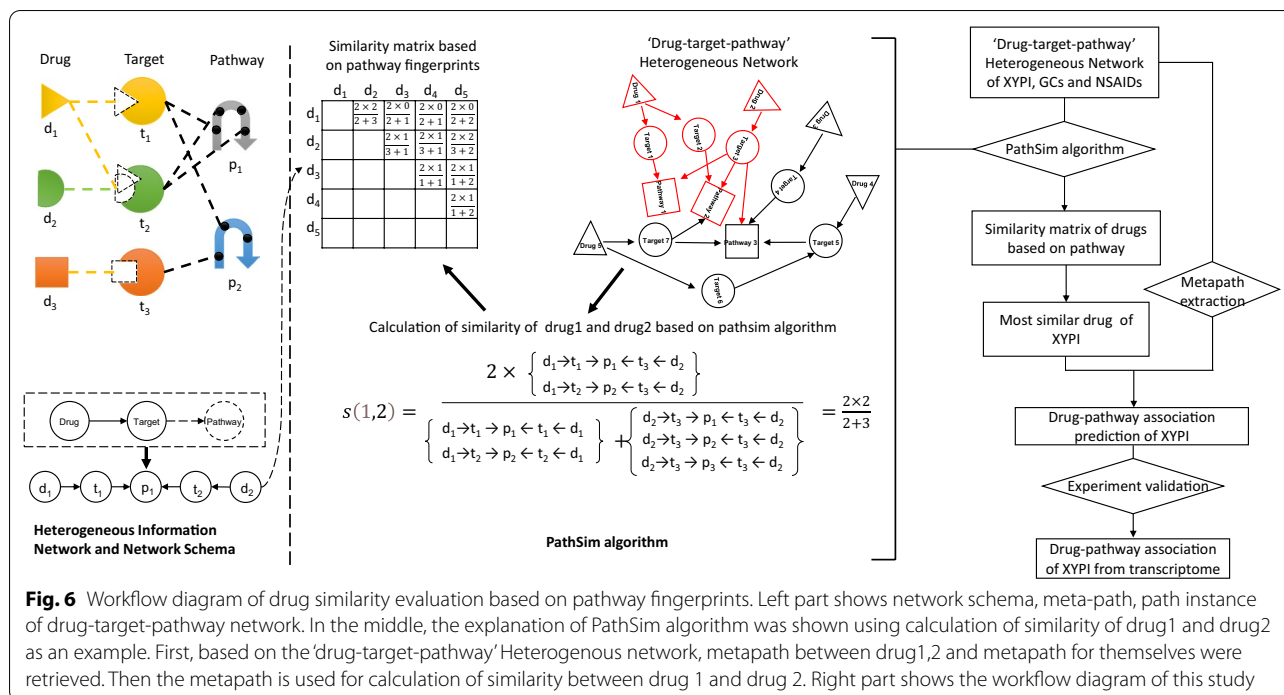 Drug Target Pathway
d1 t1 p1
d2 t2
p2
d3 t3
Drug Target Pathway
d1 t1 p1 t2 d2
Heterogeneous Information
Network and Network Schema
Similarity matrix based
on pathway fingerprints
d1 d2 d3 d4 d5
d1 2×2/2+3 2×0/2+1 2×0/2+1 2×0/2+2
d2 2×1/3+1 2×1/3+1 2×2/3+2
d3 2×1/1+1 2×1/1+2
d4 2×1/1+2
d5
‘Drug-target-pathway’
Heterogeneous Network
Drug 1
Drug 2
Drug 3
Target 1
Target 2
Target 3
Target 4
Drug 4
Pathway 1
Pathway 2
Drug 5
Target 7
Pathway 3
Target 5
Target 6
Calculation of similarity of drug1 and drug2 based on pathsim algorithm
2 × { d1→t1 → p1 ← t3 ← d2
d1→t2 → p2 ← t3 ← d2 }
s(1,2) = = 2×2/2+3
{ d1→t1 → p1 ← t1 ← d1
d1→t2 → p2 ← t2 ← d1 }
+ { d2→t3 → p1 ← t3 ← d2
d2→t3 → p2 ← t3 ← d2
d2→t3 → p3 ← t3 ← d2 }
PathSim algorithm
‘Drug-target-pathway’
Heterogeneous Network
of XYPI, GCs and NSAIDs
PathSim algorithm
Similarity matrix of drugs
based on pathway
Metapath
extraction
Most similar drug of
XYPI
Drug-pathway association
prediction of XYPI
Experiment validation
Drug-pathway association
of XYPI from transcriptome
Fig. 6 Workflow diagram of drug similarity evaluation based on pathway fingerprints. Left part shows network schema, meta-path, path instance
of drug-target-pathway network. In the middle, the explanation of PathSim algorithm was shown using calculation of similarity of drug1 and drug2
as an example. First, based on the ‘drug-target-pathway’ Heterogenous network, metapath between drug1,2 and metapath for themselves were
retrieved. Then the metapath is used for calculation of similarity between drug 1 and drug 2. Right part shows the workflow diagram of this study